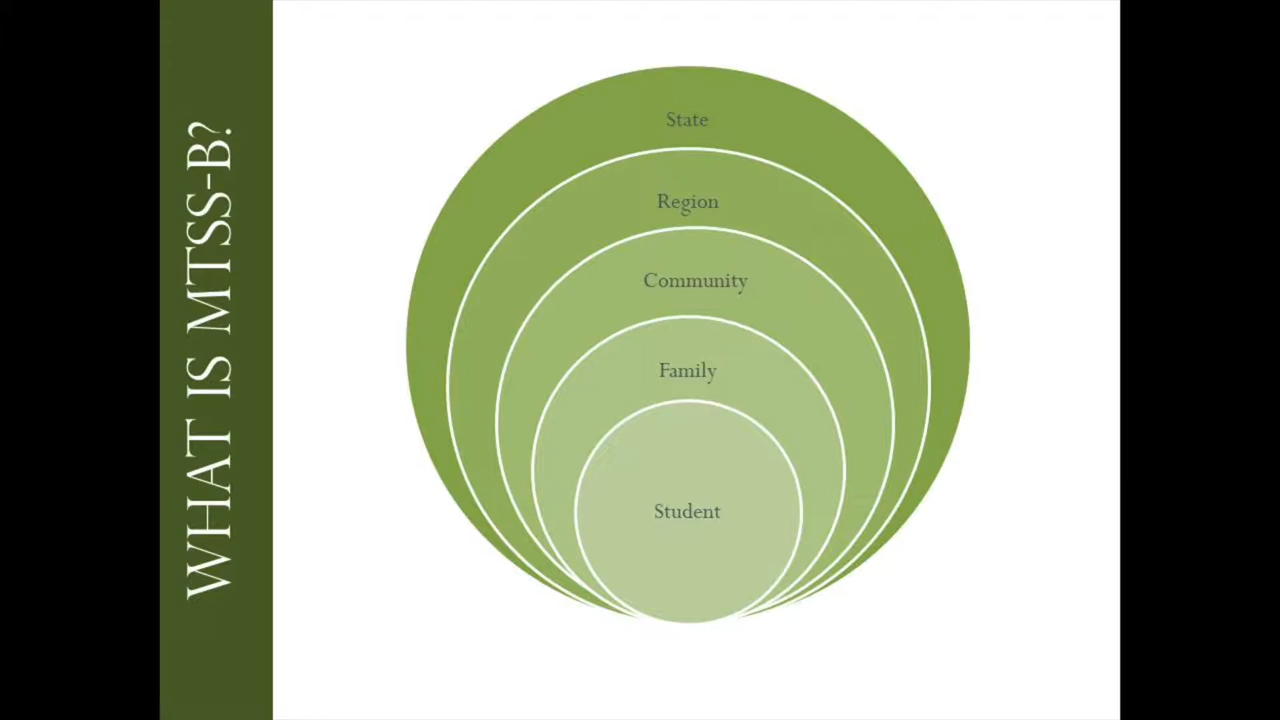 WHAT IS MTSS-B?
State
Region
Community
Family
Student